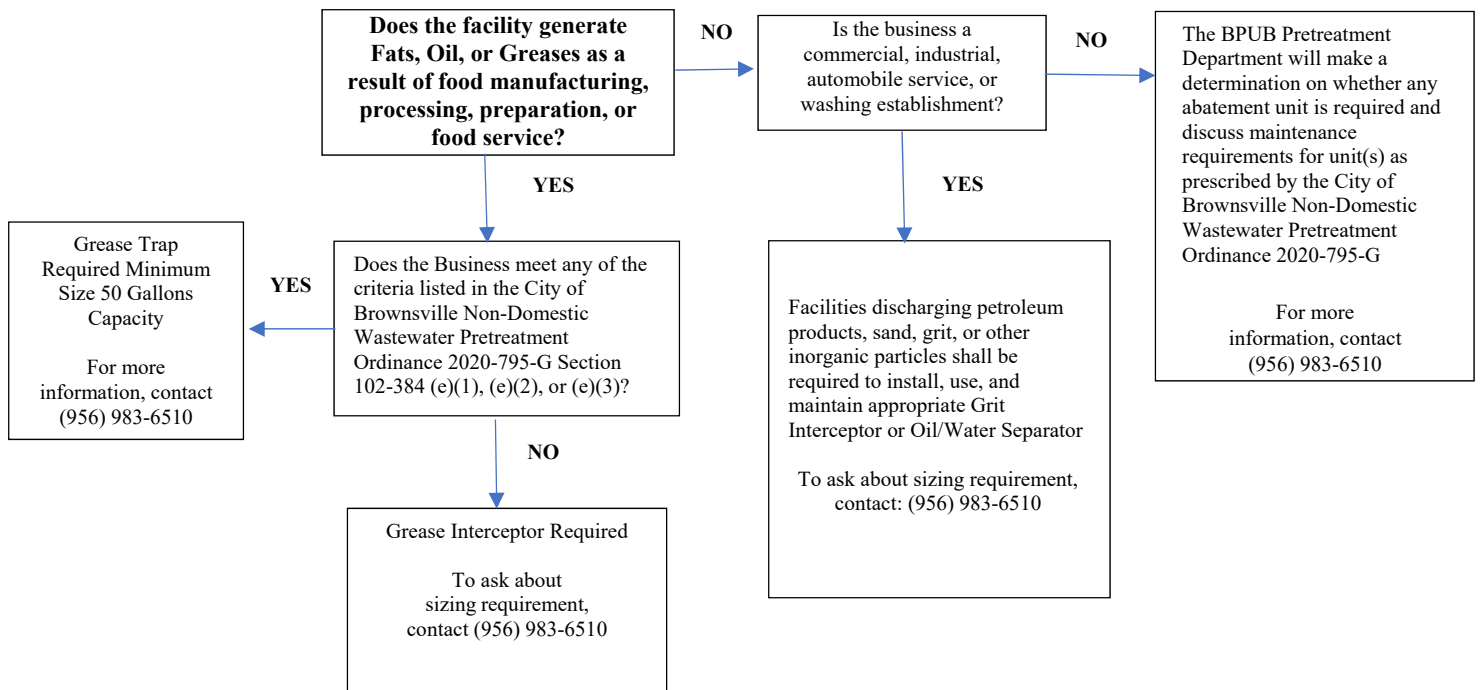 Does the facility generate
Fats, Oil, or Greases as a
result of food manufacturing,
processing, preparation, or
food service?
NO
Is the business a
commercial, industrial,
automobile service, or
washing establishment?
NO
The BPUB Pretreatment
Department will make a
determination on whether any
abatement unit is required and
discuss maintenance
requirements for unit(s) as
prescribed by the City of
Brownsville Non-Domestic
Wastewater Pretreatment
Ordinance 2020-795-G
For more
information, contact
(956) 983-6510
YES
YES
Grease Trap
Required Minimum
Size 50 Gallons
Capacity
For more
information, contact
(956) 983-6510
YES
Does the Business meet any of the
criteria listed in the City of
Brownsville Non-Domestic
Wastewater Pretreatment
Ordinance 2020-795-G Section
102-384 (e)(1), (e)(2), or (e)(3)?
Facilities discharging petroleum
products, sand, grit, or other
inorganic particles shall be
required to install, use, and
maintain appropriate Grit
Interceptor or Oil/Water Separator
To ask about sizing requirement,
contact: (956) 983-6510
NO
Grease Interceptor Required
To ask about
sizing requirement,
contact (956) 983-6510